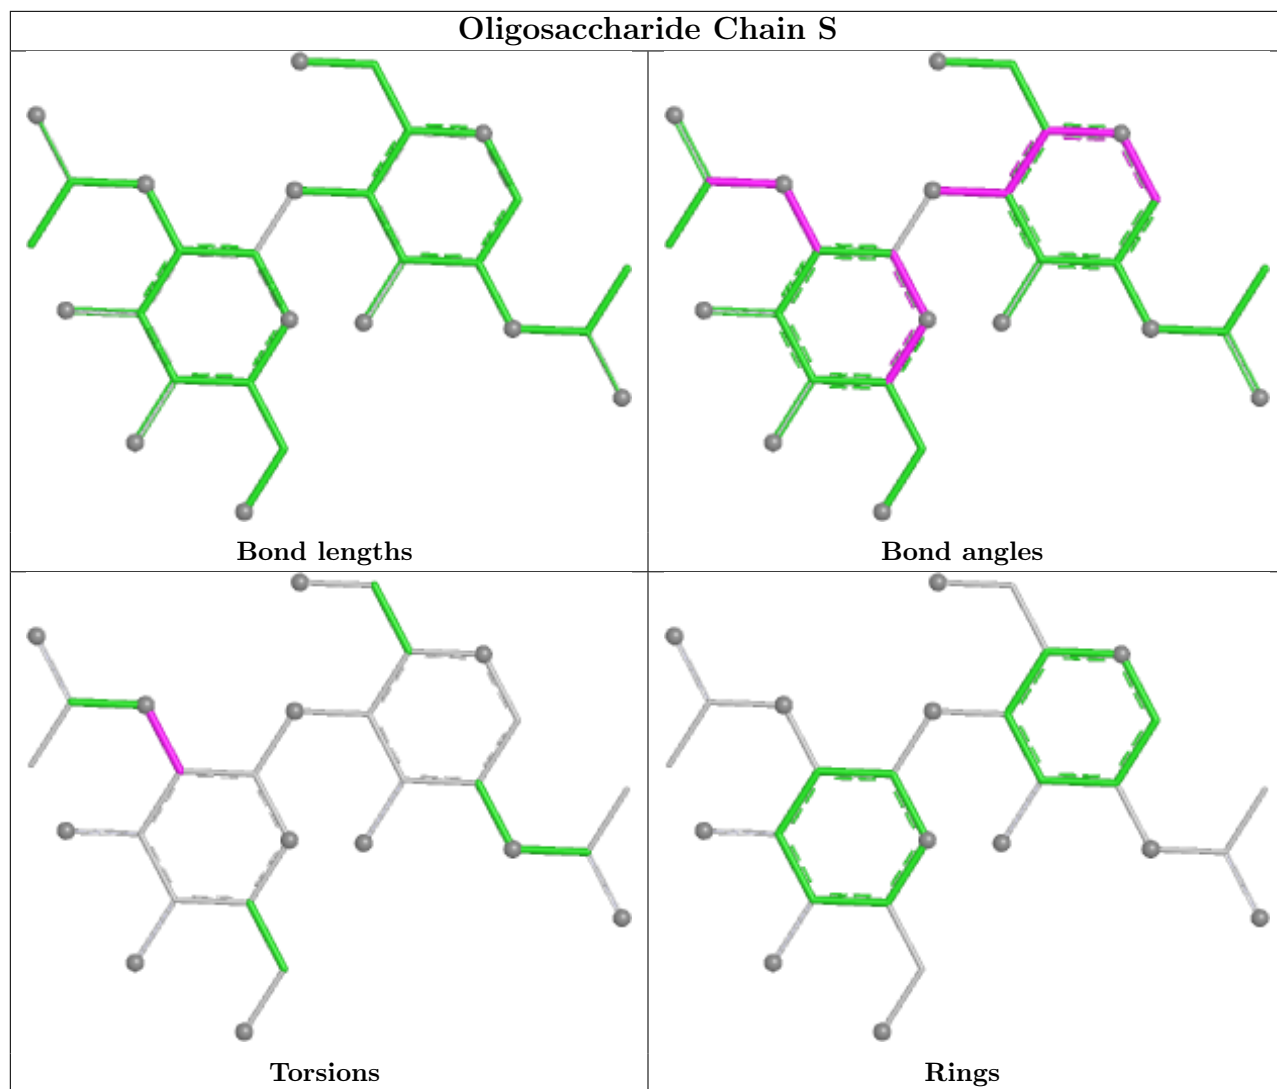 Oligosaccharide Chain S
Bond lengths
Bond angles
Torsions
Rings